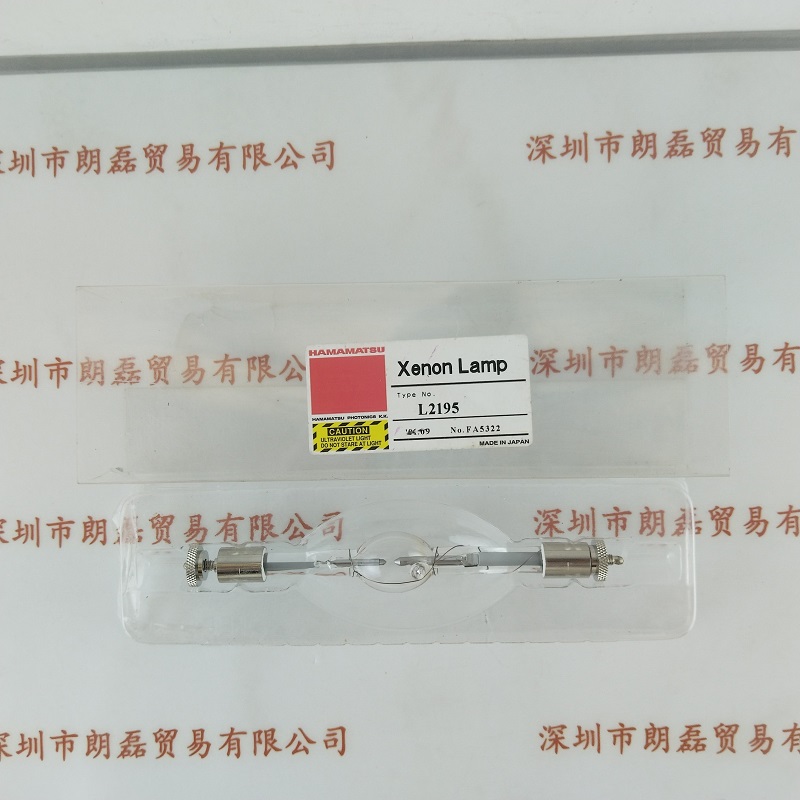 深圳市朗磊贸易有限公司
深圳市朗磊贸易有
HAMAMATSU
Xenon Lamp
Type No.
L2195
HAMAMATSU PHOTONICS K.K.
CAUTION
ULTRAVIOLET LIGHT
DO NOT STARE AT LIGHT
No. FA5322
MADE IN JAPAN
深圳市朗磊贸易有限公司
深圳市朗磊贸易有限
深圳市朗磊贸易有限公司
深圳市朗磊贸易有
深圳市朗磊贸易有限公司
深圳市朗磊贸易有